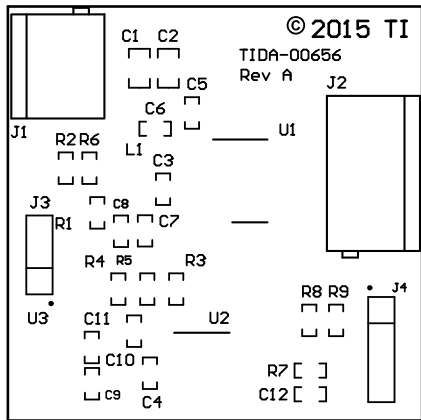 © 2015 TI
C1 C2
TIDA-00656
Rev A
J2
C5
C6
U1
J1
R2 R6
L1
C3
J3
C8
R1
C7
R4 R5 R3
R8 R9
J4
U3
C11
U2
C10
R7
C9
C4
C12